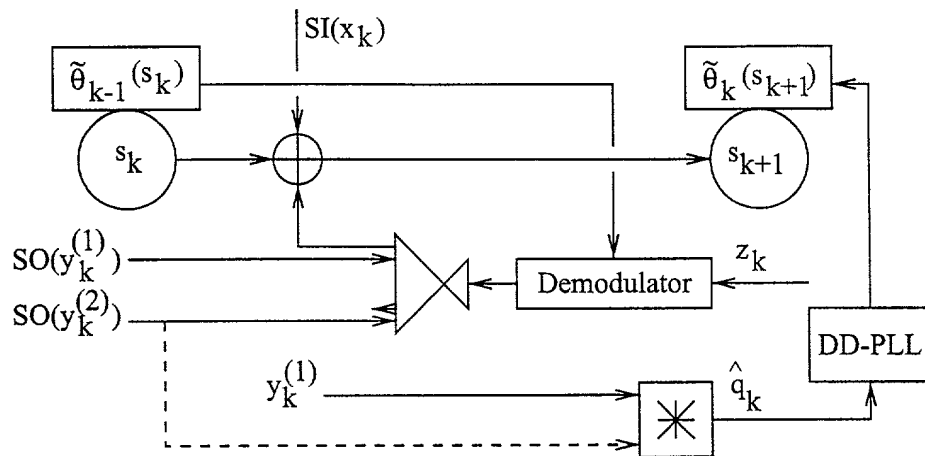 SI(x_k)
θ̃_{k-1}(s_k)
θ̃_k(s_{k+1})
s_k
s_{k+1}
SO(y_k^{(1)})
z_k
Demodulator
SO(y_k^{(2)})
DD-PLL
y_k^{(1)}
q̂_k